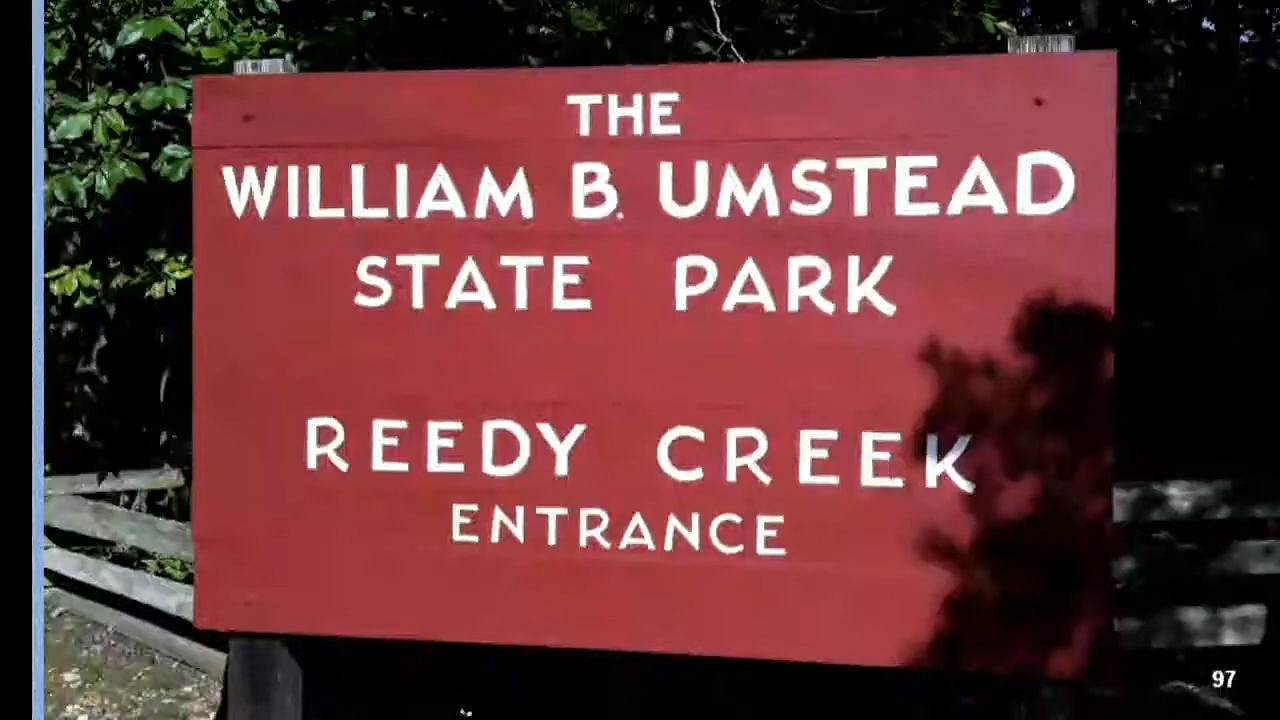 THE
WILLIAM B. UMSTEAD
STATE PARK
REEDY CREEK
ENTRANCE
97